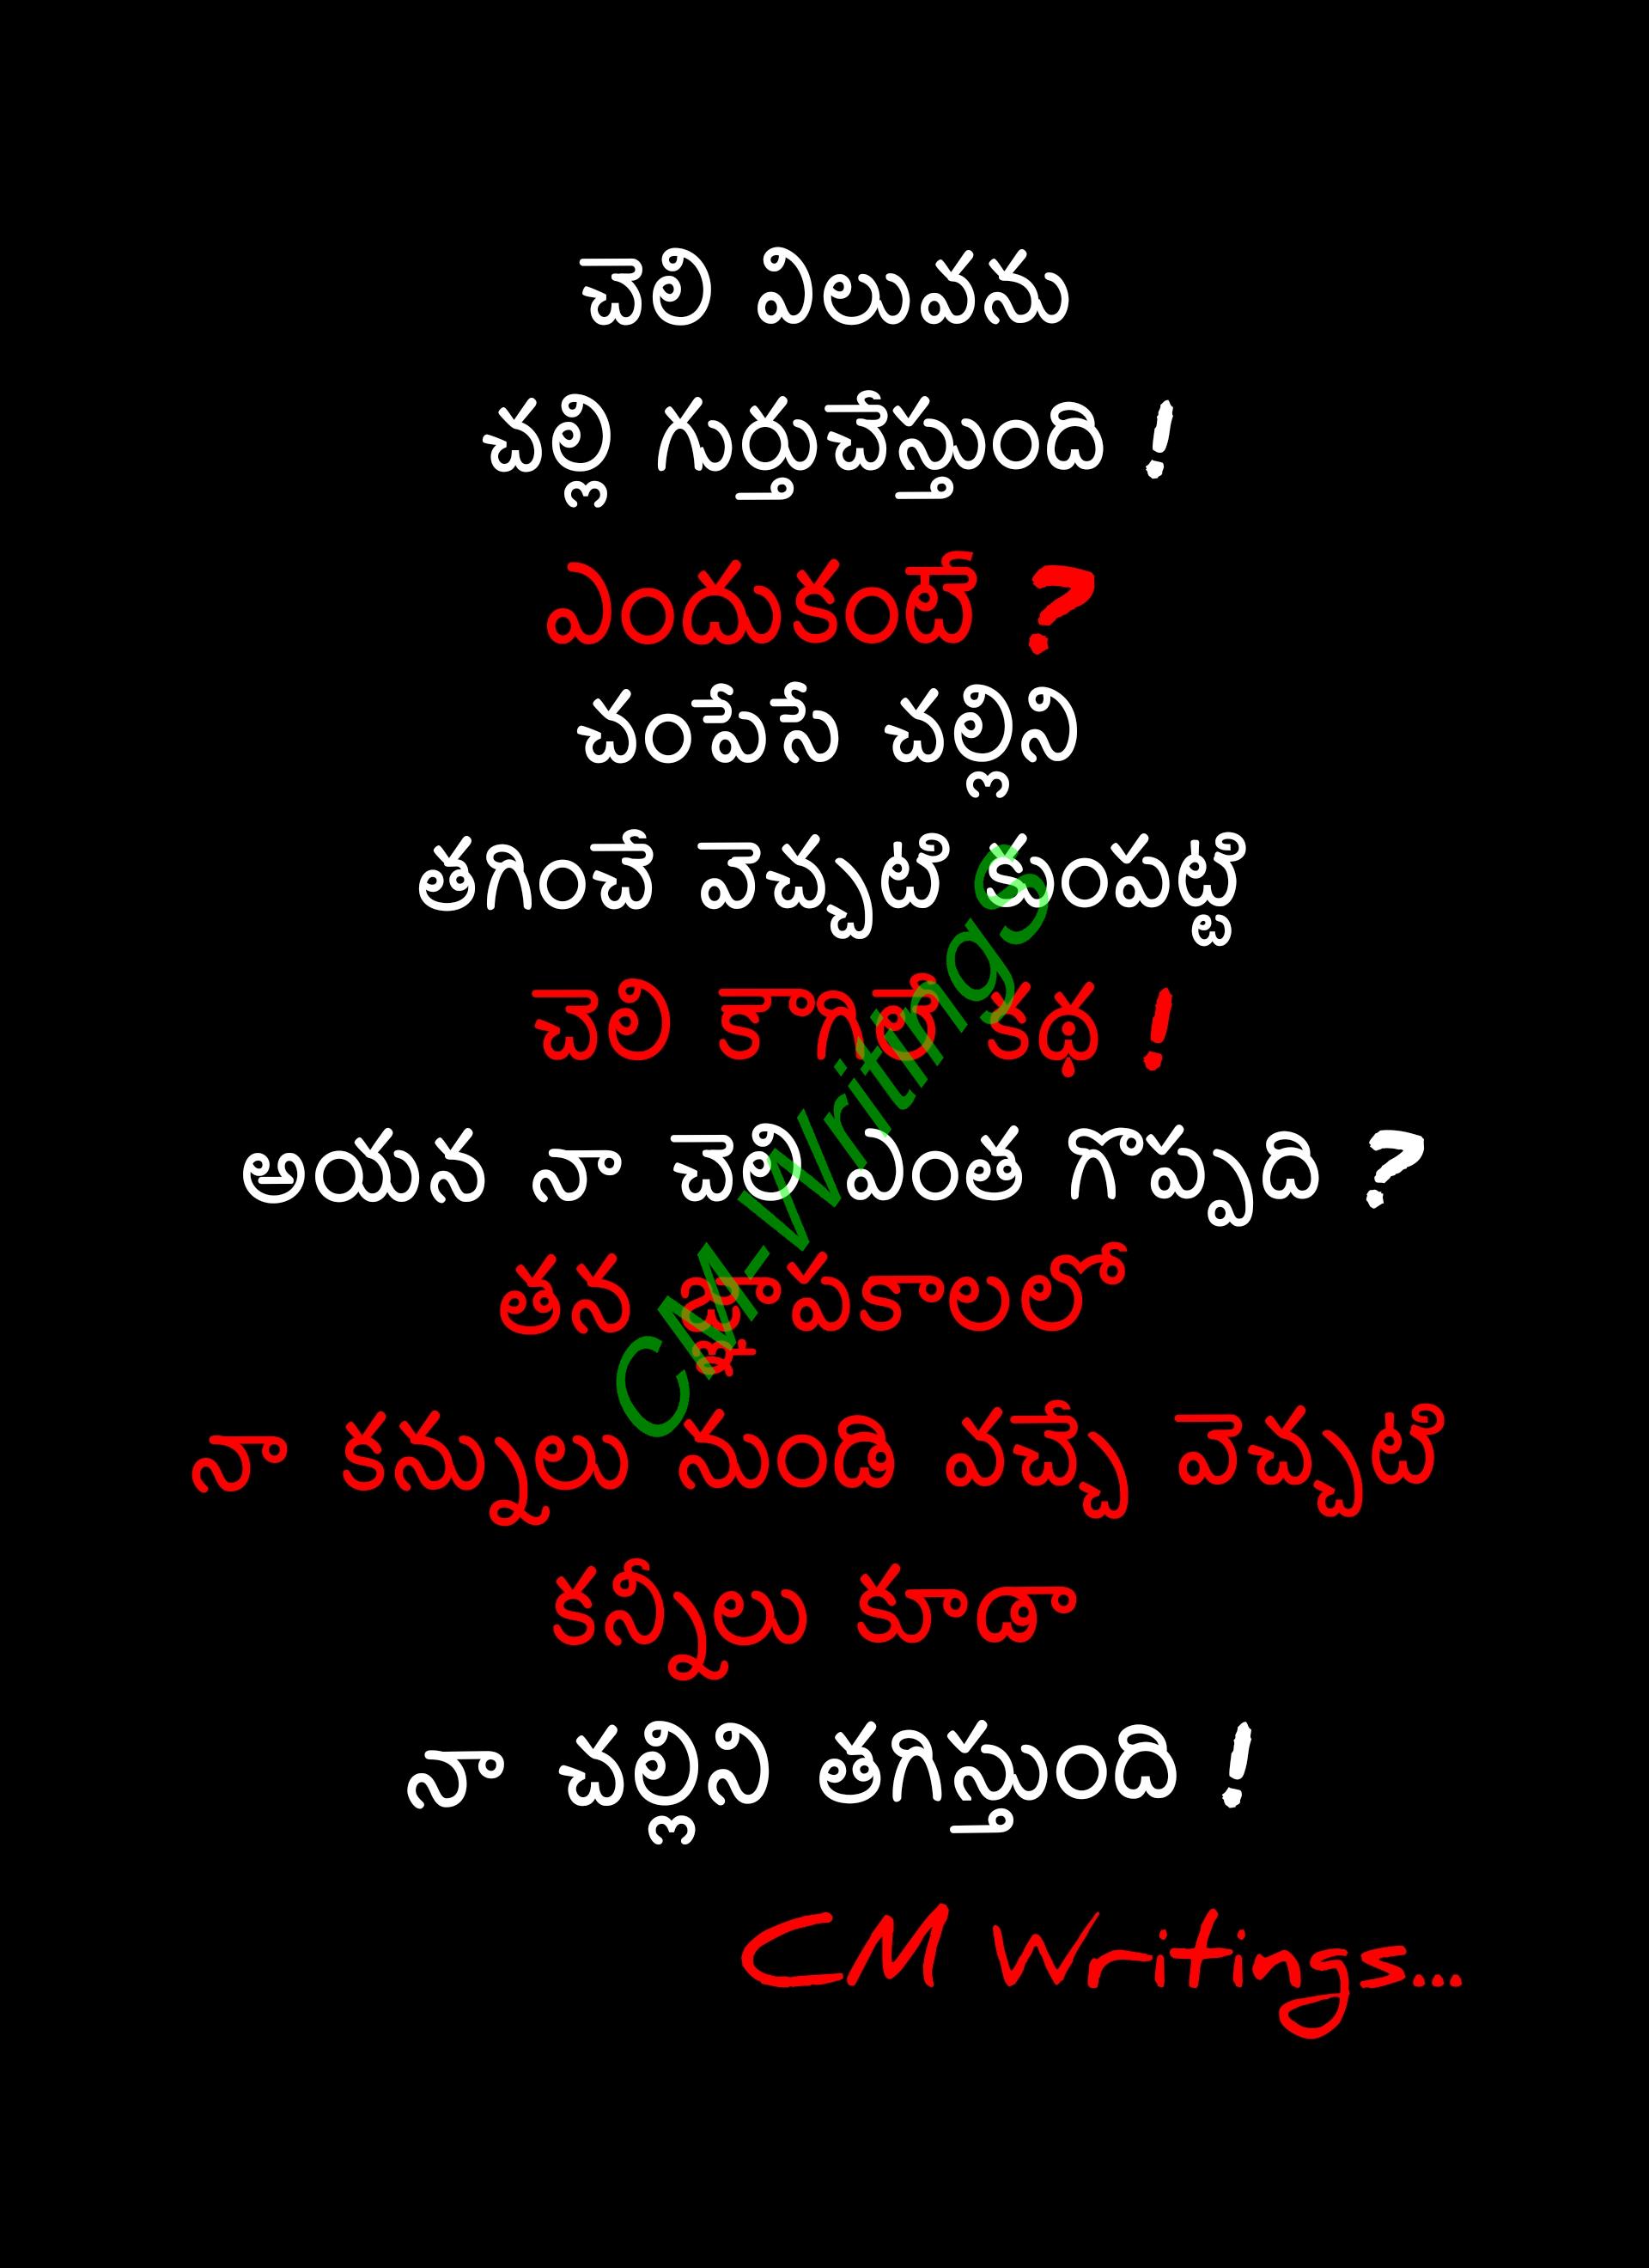 చెలి విలువను
చల్లి గుర్తుచేస్తుంది !
ఎందుకంటే ?
చంపేసే చల్లిని
తగించే వెచ్చటి కుంపట్టి
చెలి కాగిలే కథ !
అయన నా చెలి ఎంత గొప్పది ?
తన జ్ఞాపకాలలో
నా కన్నులు నుండి వచ్చే వెచ్చటి
కన్నీలు కూడా
నా చల్లిని తగిస్తుంది !
CM Writings...
CM-Writings